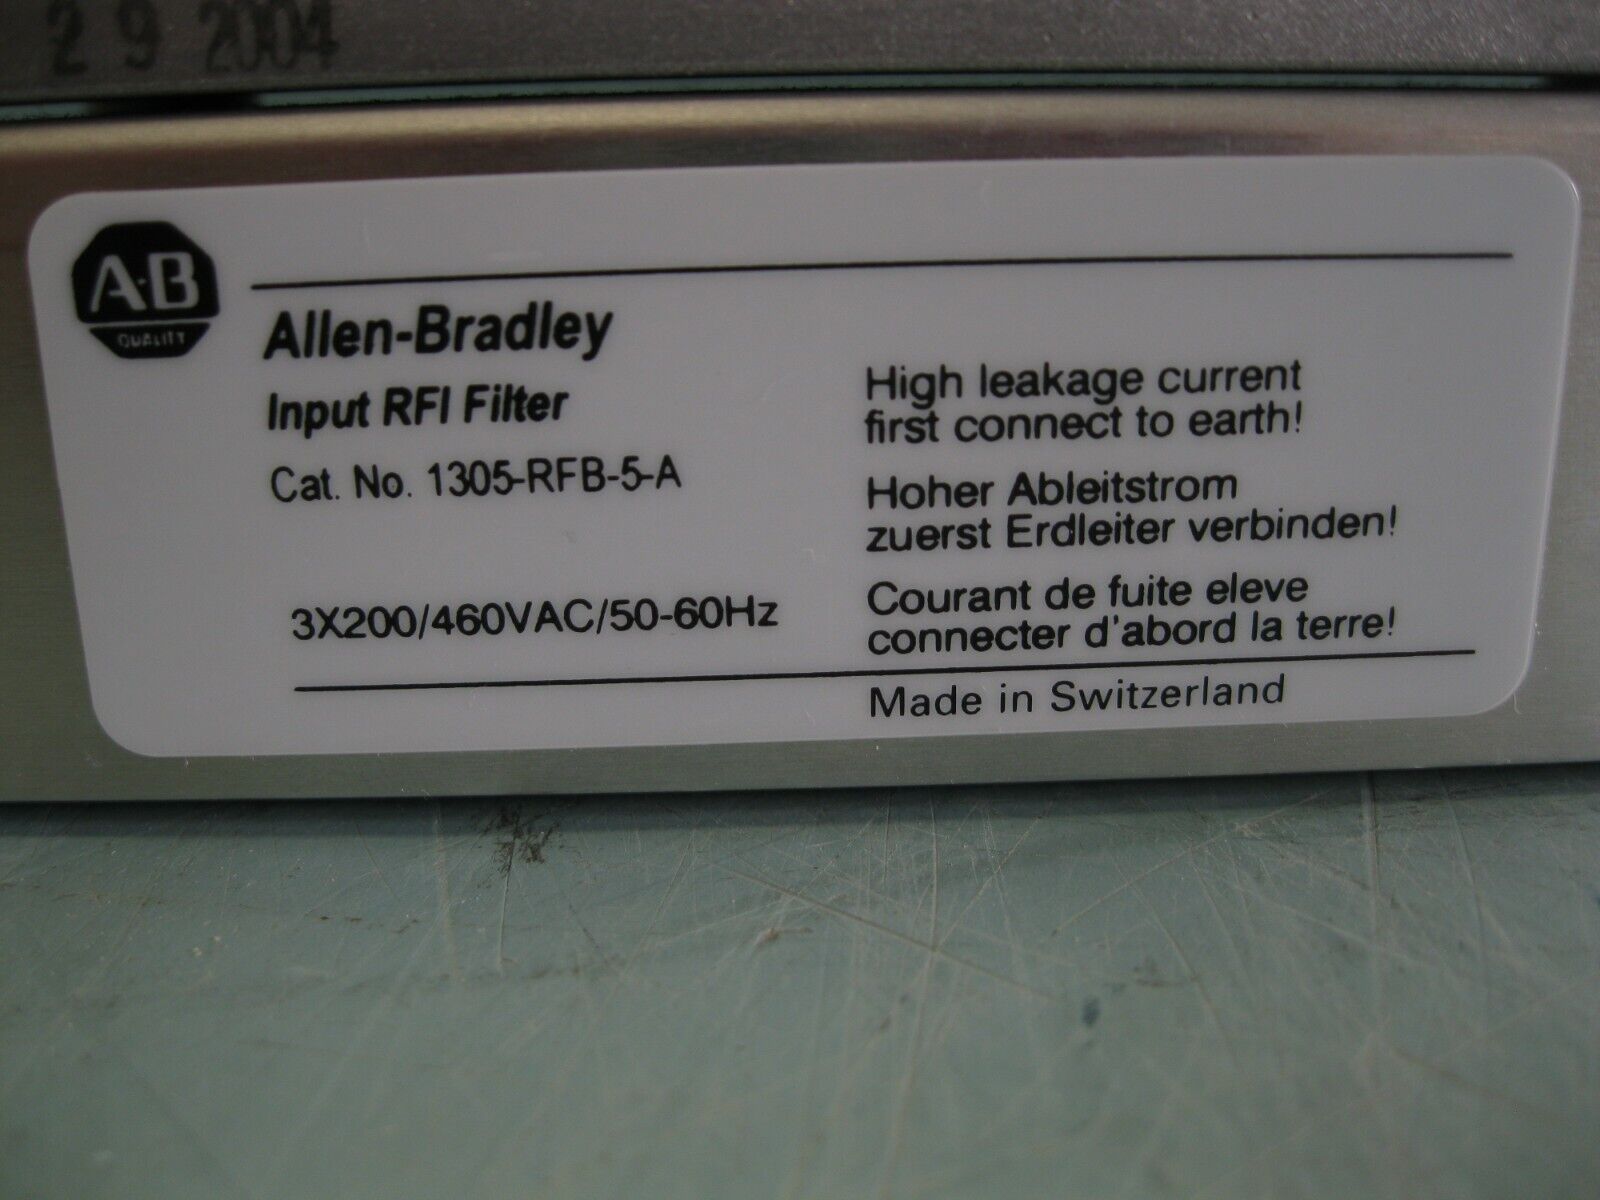 2 9 2004
A-B
QUALITY
Allen-Bradley
Input RFI Filter
Cat. No. 1305-RFB-5-A
3X200/460VAC/50-60Hz
High leakage current
first connect to earth!
Hoher Ableitstrom
zuerst Erdleiter verbinden!
Courant de fuite eleve
connecter d'abord la terre!
Made in Switzerland